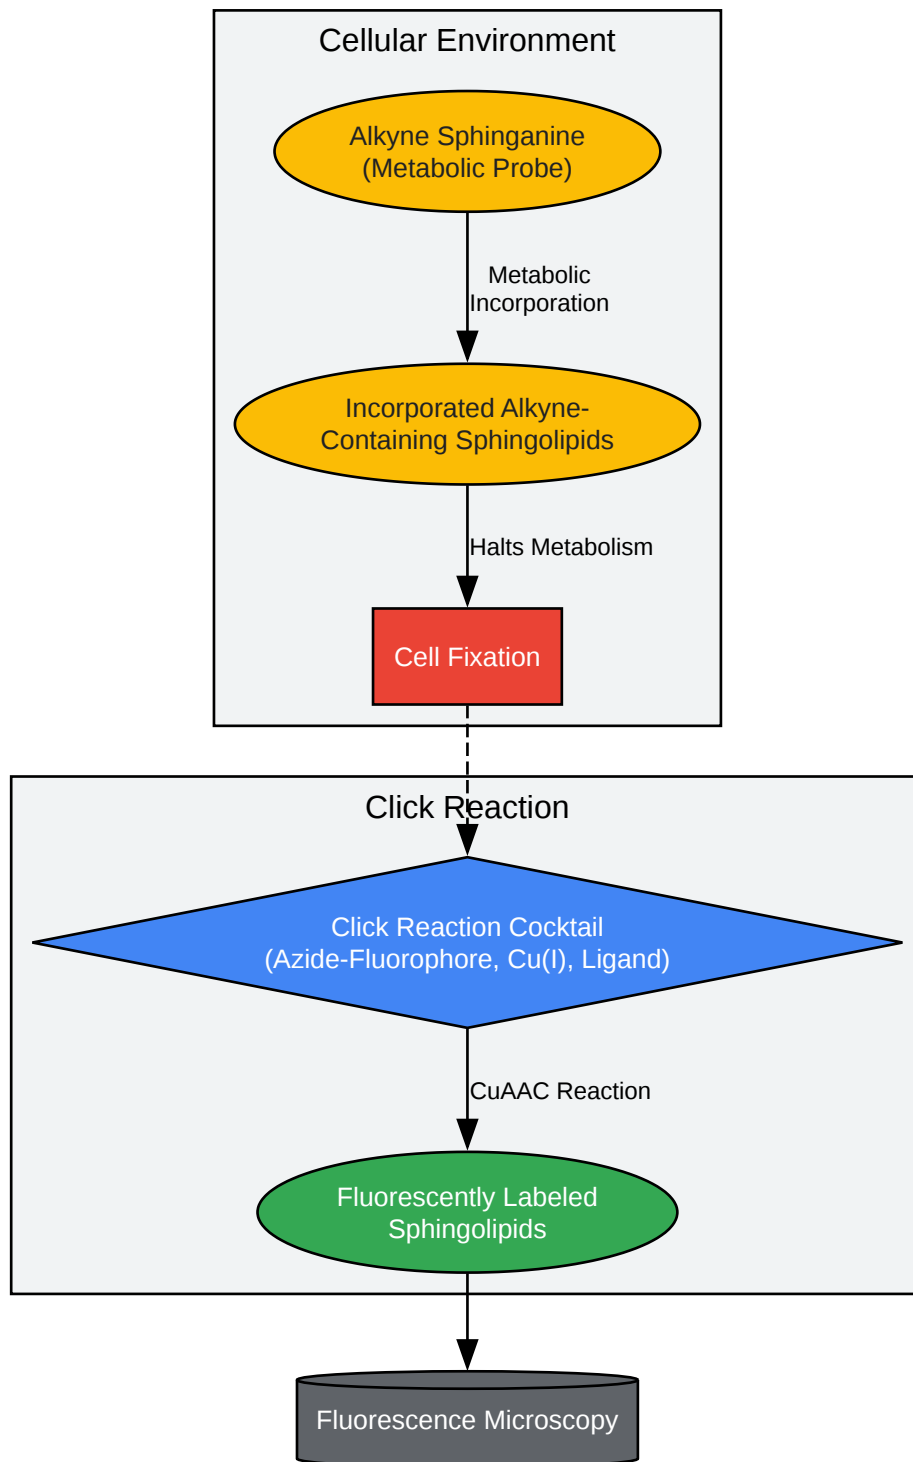 Cellular Environment
Alkyne Sphinganine
(Metabolic Probe)
Metabolic
Incorporation
Incorporated Alkyne-
Containing Sphingolipids
Halts Metabolism
Cell Fixation
Click Reaction
Click Reaction Cocktail
(Azide-Fluorophore, Cu(I), Ligand)
CuAAC Reaction
Fluorescently Labeled
Sphingolipids
Fluorescence Microscopy